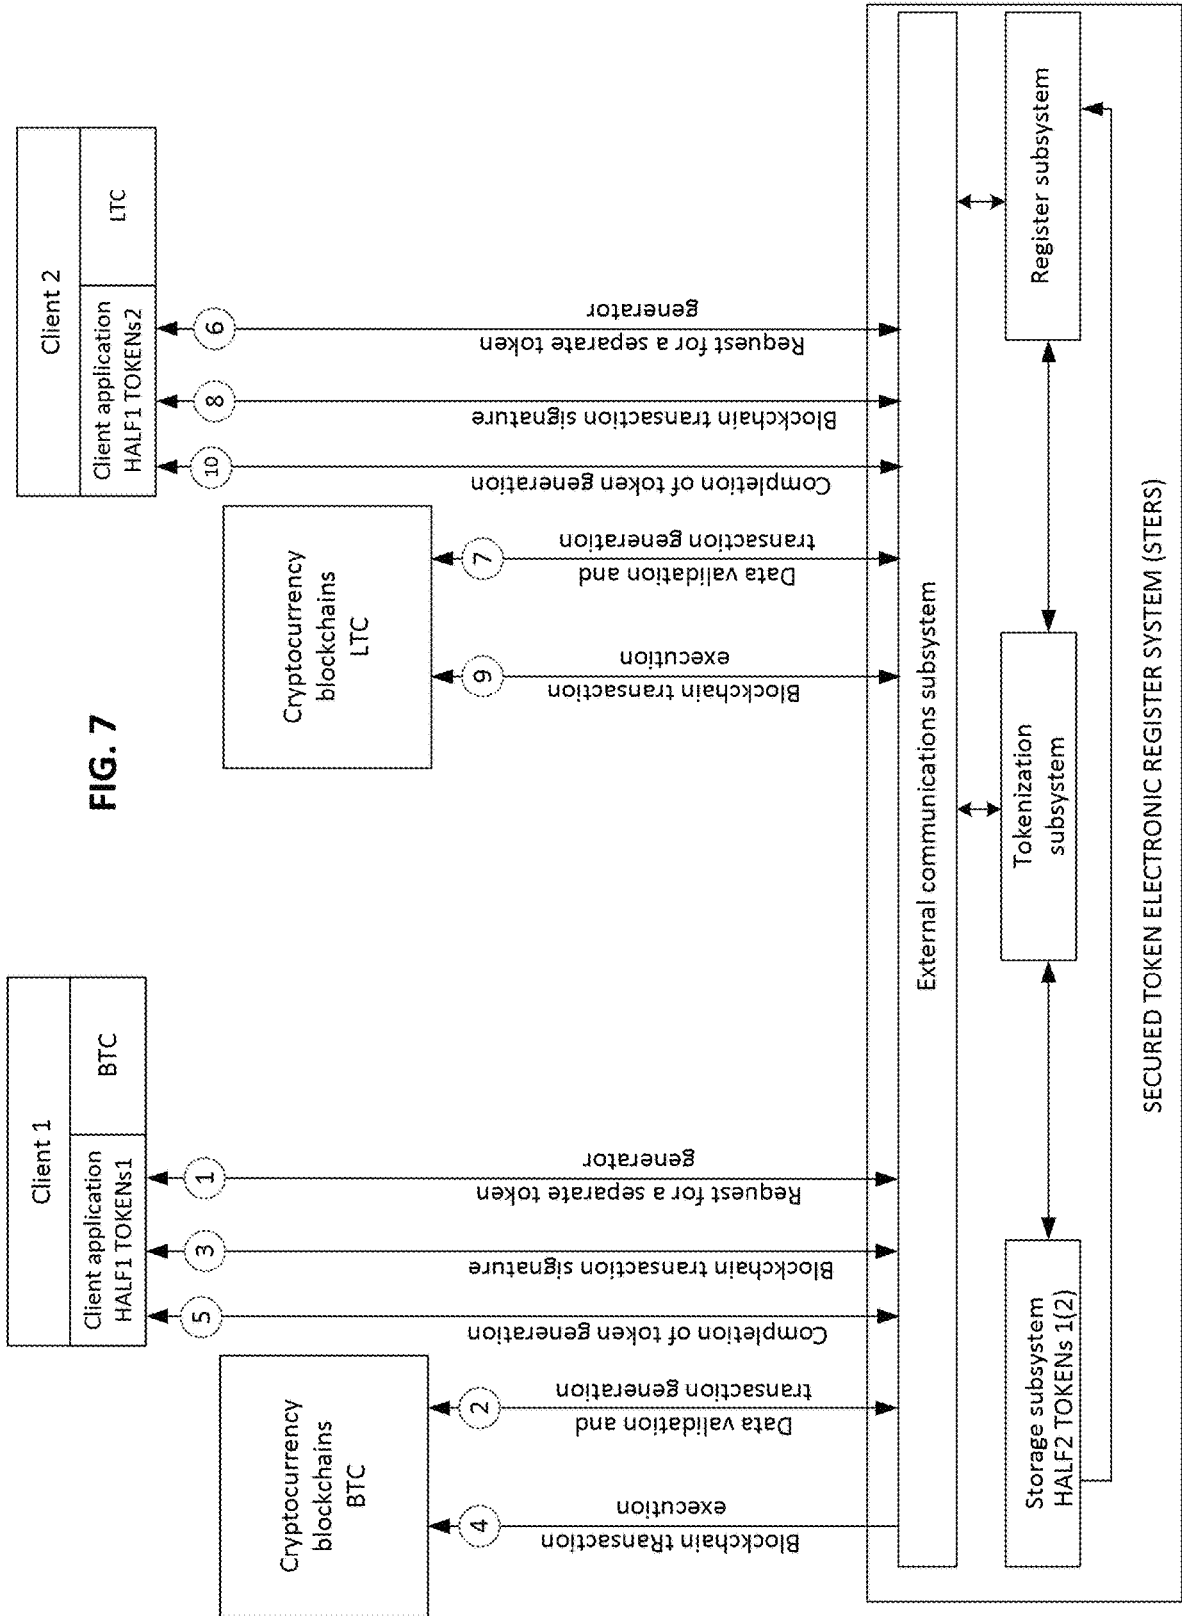 FIG. 7
Client 1
Client application
HALF1 TOKENs1
BTC
Client 2
Client application
HALF1 TOKENs2
LTC
Cryptocurrency
blockchains
BTC
Cryptocurrency
blockchains
LTC
4
Blockchain tRansaction
execution
2
Data validation and
transaction generation
5
Completion of token generation
3
Blockchain transaction signature
1
Request for a separate token
generator
9
Blockchain transaction
execution
7
Data validation and
transaction generation
10
Completion of token generation
8
Blockchain transaction signature
6
Request for a separate token
generator
External communications subsystem
Storage subsystem
HALF2 TOKENs 1(2)
Tokenization
subsystem
Register subsystem
SECURED TOKEN ELECTRONIC REGISTER SYSTEM (STERS)